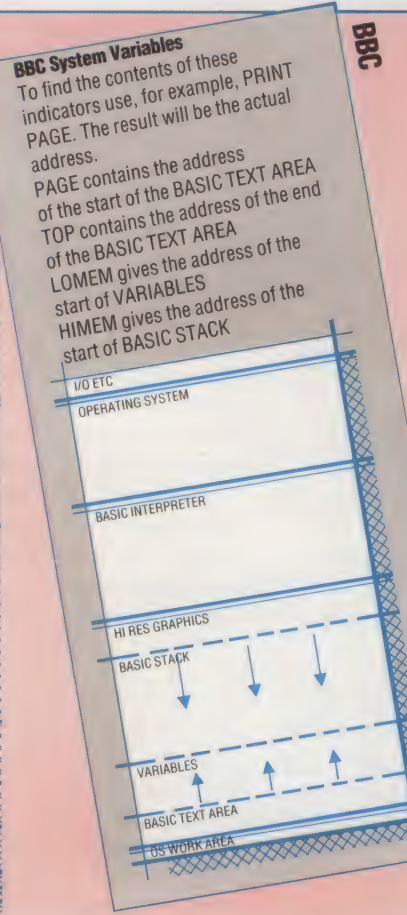 BBC
BBC System Variables
To find the contents of these
indicators use, for example, PRINT
PAGE. The result will be the actual
address.
PAGE contains the address
of the start of the BASIC TEXT AREA
TOP contains the address of the end
of the BASIC TEXT AREA
LOMEM gives the address of the
start of VARIABLES
HIMEM gives the address of the
start of BASIC STACK
I/O ETC
OPERATING SYSTEM
BASIC INTERPRETER
HI RES GRAPHICS
BASIC STACK
VARIABLES
BASIC TEXT AREA
OS WORK AREA